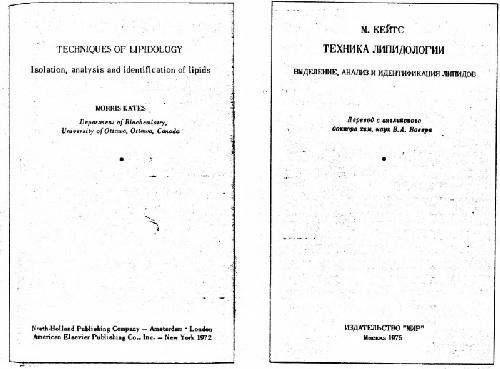 TECHNIQUES OF LIPIDOLOGY
Isolation, analysis and identification of lipids
MORRIS KATES
Department of Biochemistry,
University of Ottawa, Ottawa, Canada
North-Holland Publishing Company – Amsterdam · London
American Elsevier Publishing Co., Inc. – New York 1972
М. КЕЙТС
ТЕХНИКА ЛИПИДОЛОГИИ
ВЫДЕЛЕНИЕ, АНАЛИЗ И ИДЕНТИФИКАЦИЯ ЛИПИДОВ
Перевод с английского
доктора хим. наук В.А. Вавера
ИЗДАТЕЛЬСТВО "МИР"
Москва 1975